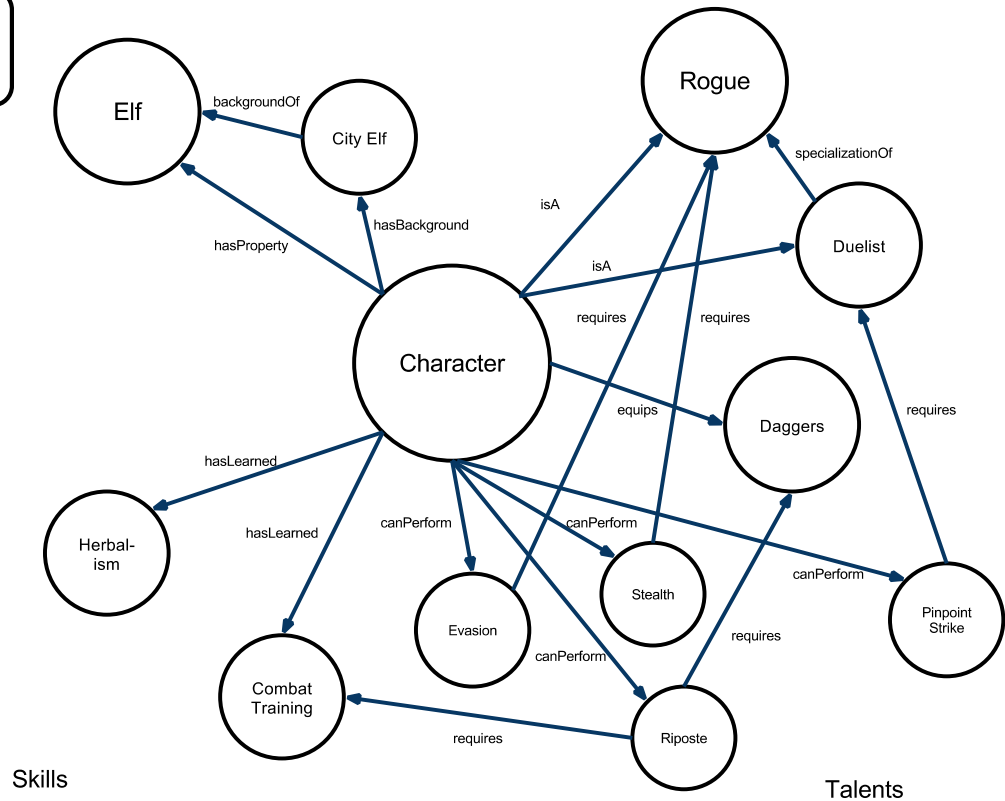 Rogue
Elf
backgroundOf
City Elf
specializationOf
isA
hasBackground
hasProperty
Duelist
isA
requires
requires
Character
equips
Daggers
requires
hasLearned
canPerform
canPerform
hasLearned
Herbal-
ism
canPerform
Stealth
Pinpoint
Strike
Evasion
requires
canPerform
Combat
Training
requires
Riposte
Skills
Talents